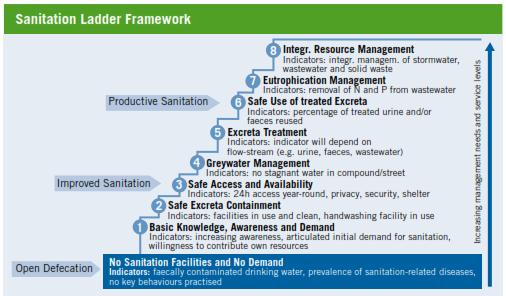 Sanitation Ladder Framework
8 Integr. Resource Management
Indicators: integr. managem. of stormwater,
wastewater and solid waste
7 Eutrophication Management
Indicators: removal of N and P from wastewater
Productive Sanitation
6 Safe Use of treated Excreta
Indicators: percentage of treated urine and/or
faeces reused
5 Excreta Treatment
Indicators: indicator will depend on
flow-stream (e.g. urine, faeces, wastewater)
4 Greywater Management
Indicators: no stagnant water in compound/street
Improved Sanitation
3 Safe Access and Availability
Indicators: 24h access year-round, privacy, security, shelter
2 Safe Excreta Containment
Indicators: facilities in use and clean, handwashing facility in use
1 Basic Knowledge, Awareness and Demand
Indicators: increasing awareness, articulated initial demand for sanitation,
willingness to contribute own resources
Open Defecation
No Sanitation Facilities and No Demand
Indicators: faecally contaminated drinking water, prevalence of sanitation-related diseases,
no key behaviours practised
Increasing management needs and service levels